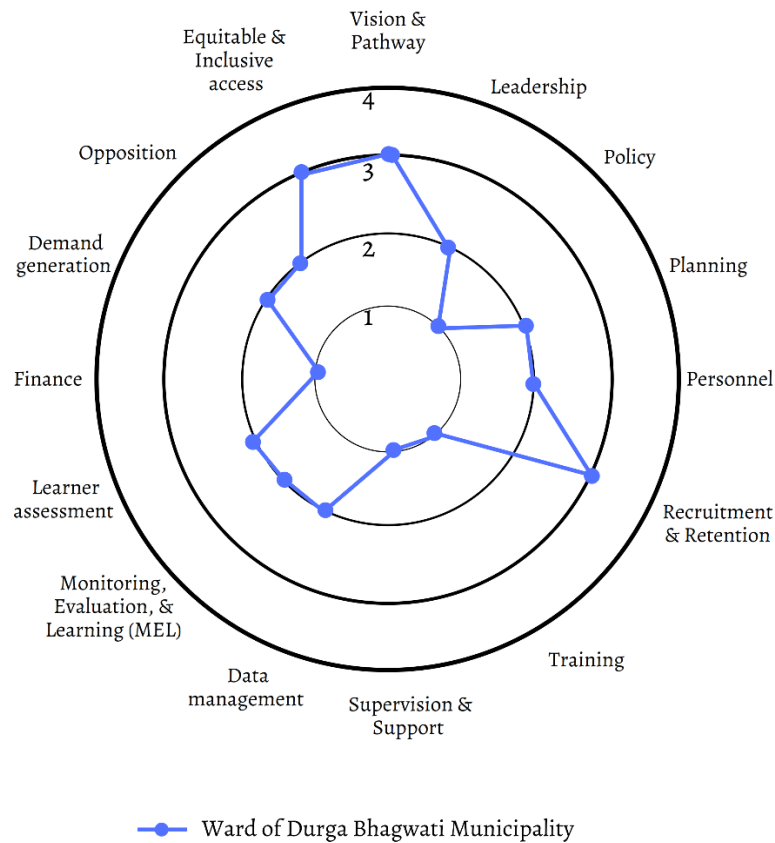 Vision &
Pathway
Equitable &
Inclusive
access
Leadership
4
Opposition
Policy
3
Demand
generation
2
Planning
1
Finance
Personnel
Learner
assessment
Recruitment
& Retention
Monitoring,
Evaluation, &
Learning (MEL)
Training
Data
management
Supervision &
Support
Ward of Durga Bhagwati Municipality